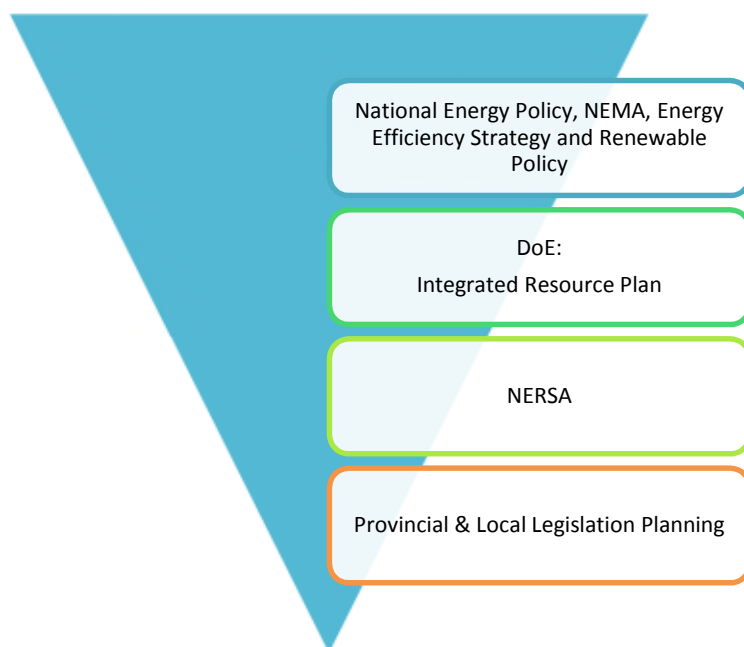 National Energy Policy, NEMA, Energy
Efficiency Strategy and Renewable
Policy
DoE:
Integrated Resource Plan
NERSA
Provincial & Local Legislation Planning